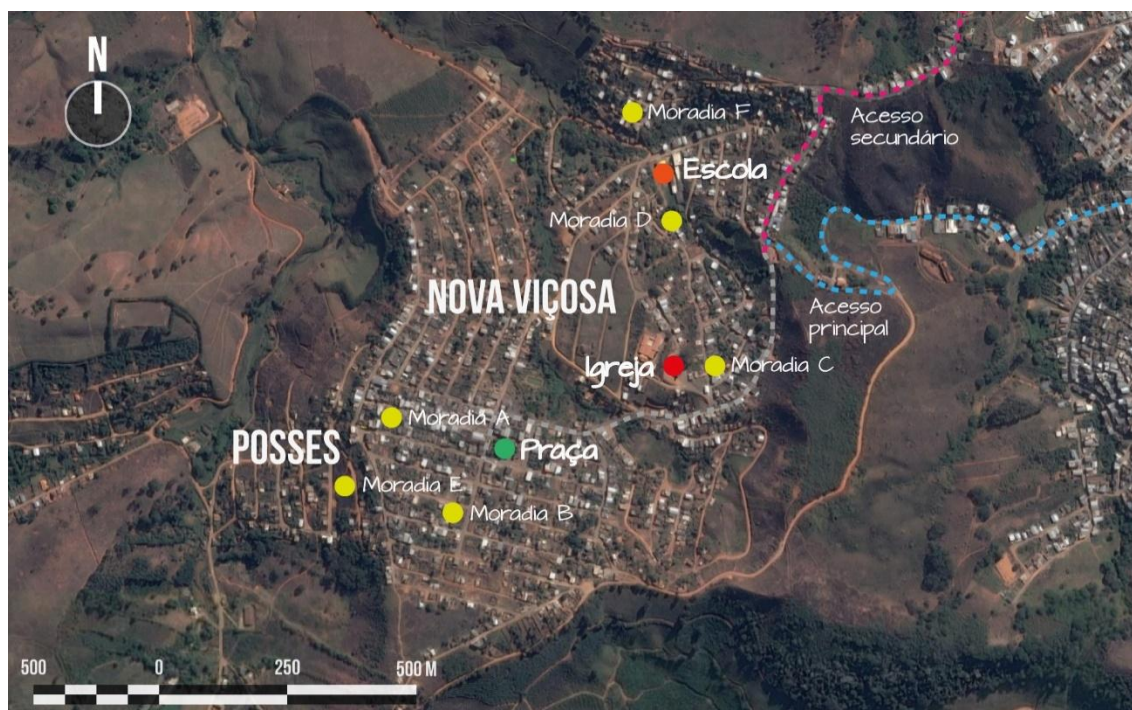 N
Moradia F
Acesso
secundário
Escola
Moradia D
NOVA VIÇOSA
Acesso
principal
Igreja
Moradia C
Moradia A
POSSES
Praça
Moradia E
Moradia B
500 0 250 500 M